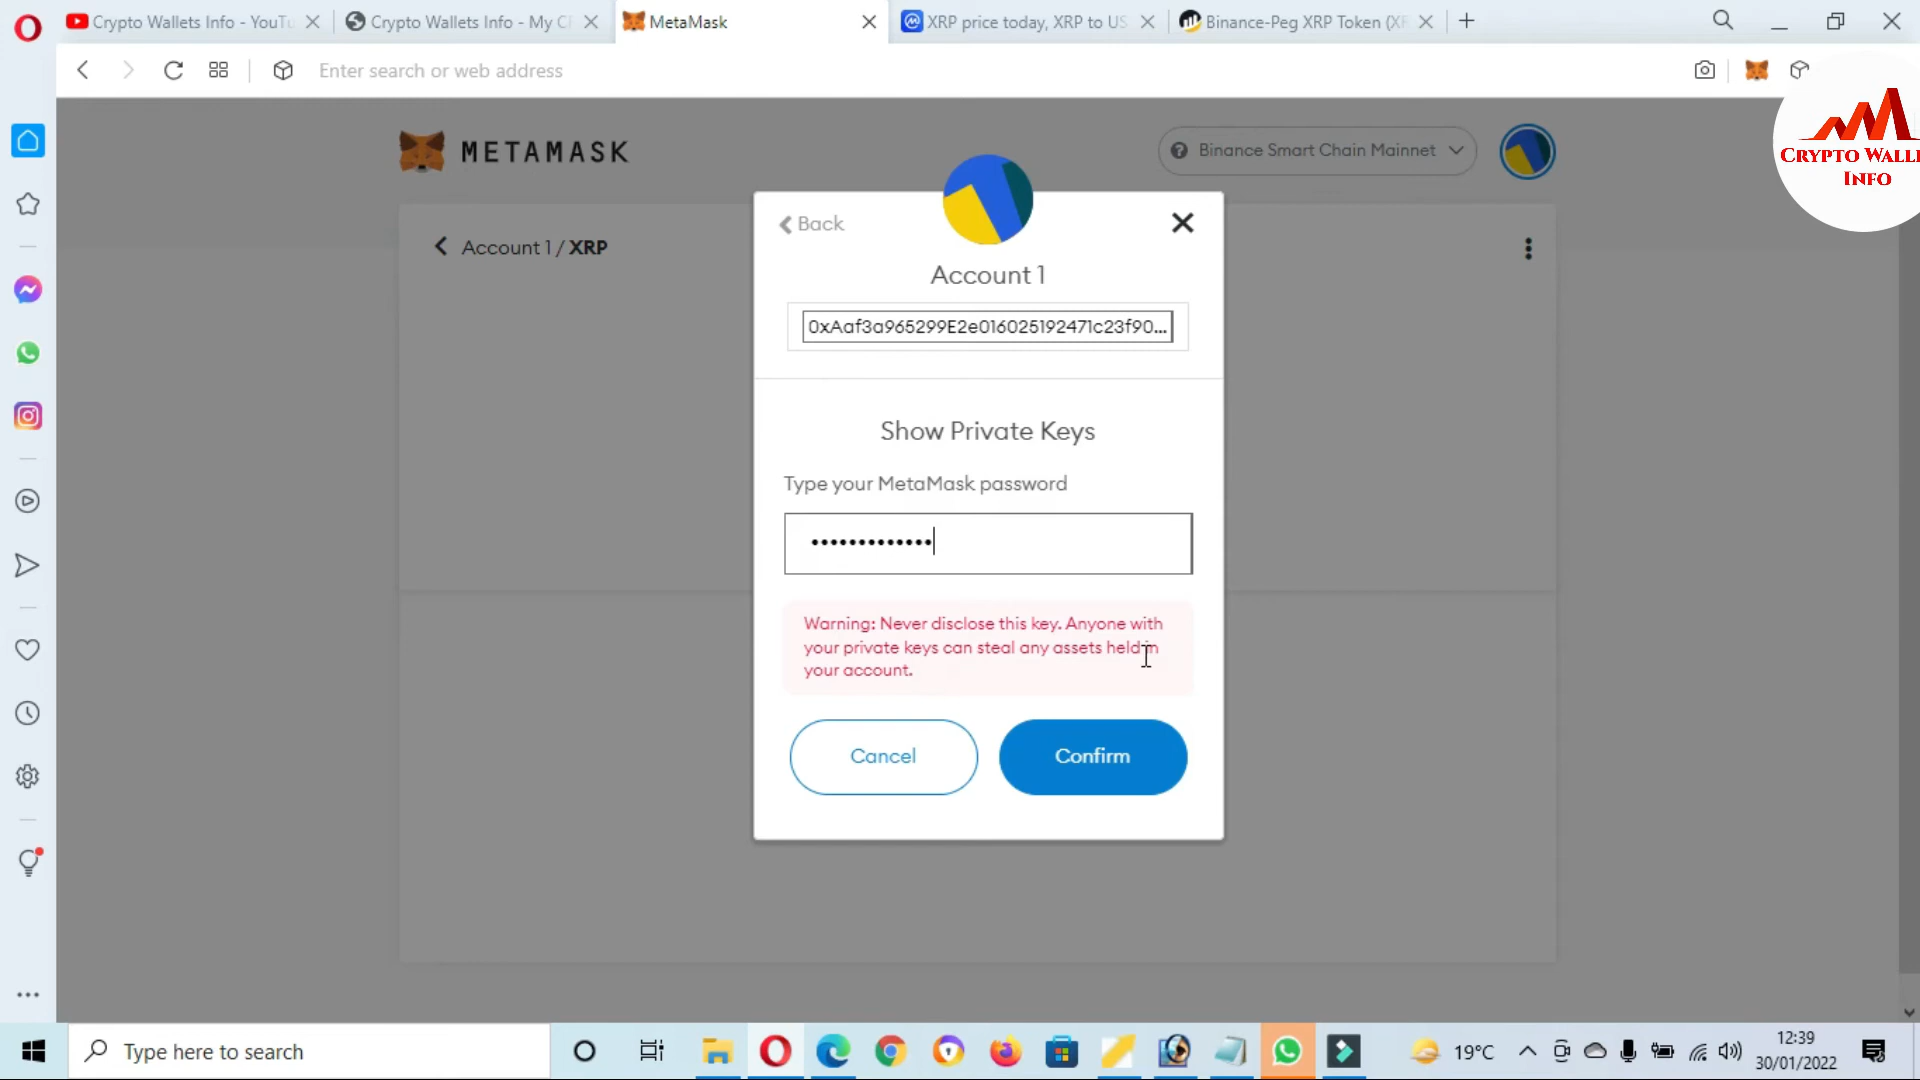 Crypto Wallets Info - YouTu
Crypto Wallets Info - My C
MetaMask
XRP price today, XRP to US
Binance-Peg XRP Token (XR
Enter search or web address
METAMASK
Binance Smart Chain Mainnet
CRYPTO WALLE
INFO
Account 1 / XRP
Back
Account 1
0xAaf3a965299E2e016025192471c23f90...
Show Private Keys
Type your MetaMask password
Warning: Never disclose this key. Anyone with
your private keys can steal any assets held in
your account.
Cancel
Confirm
Type here to search
19°C
12:39
30/01/2022